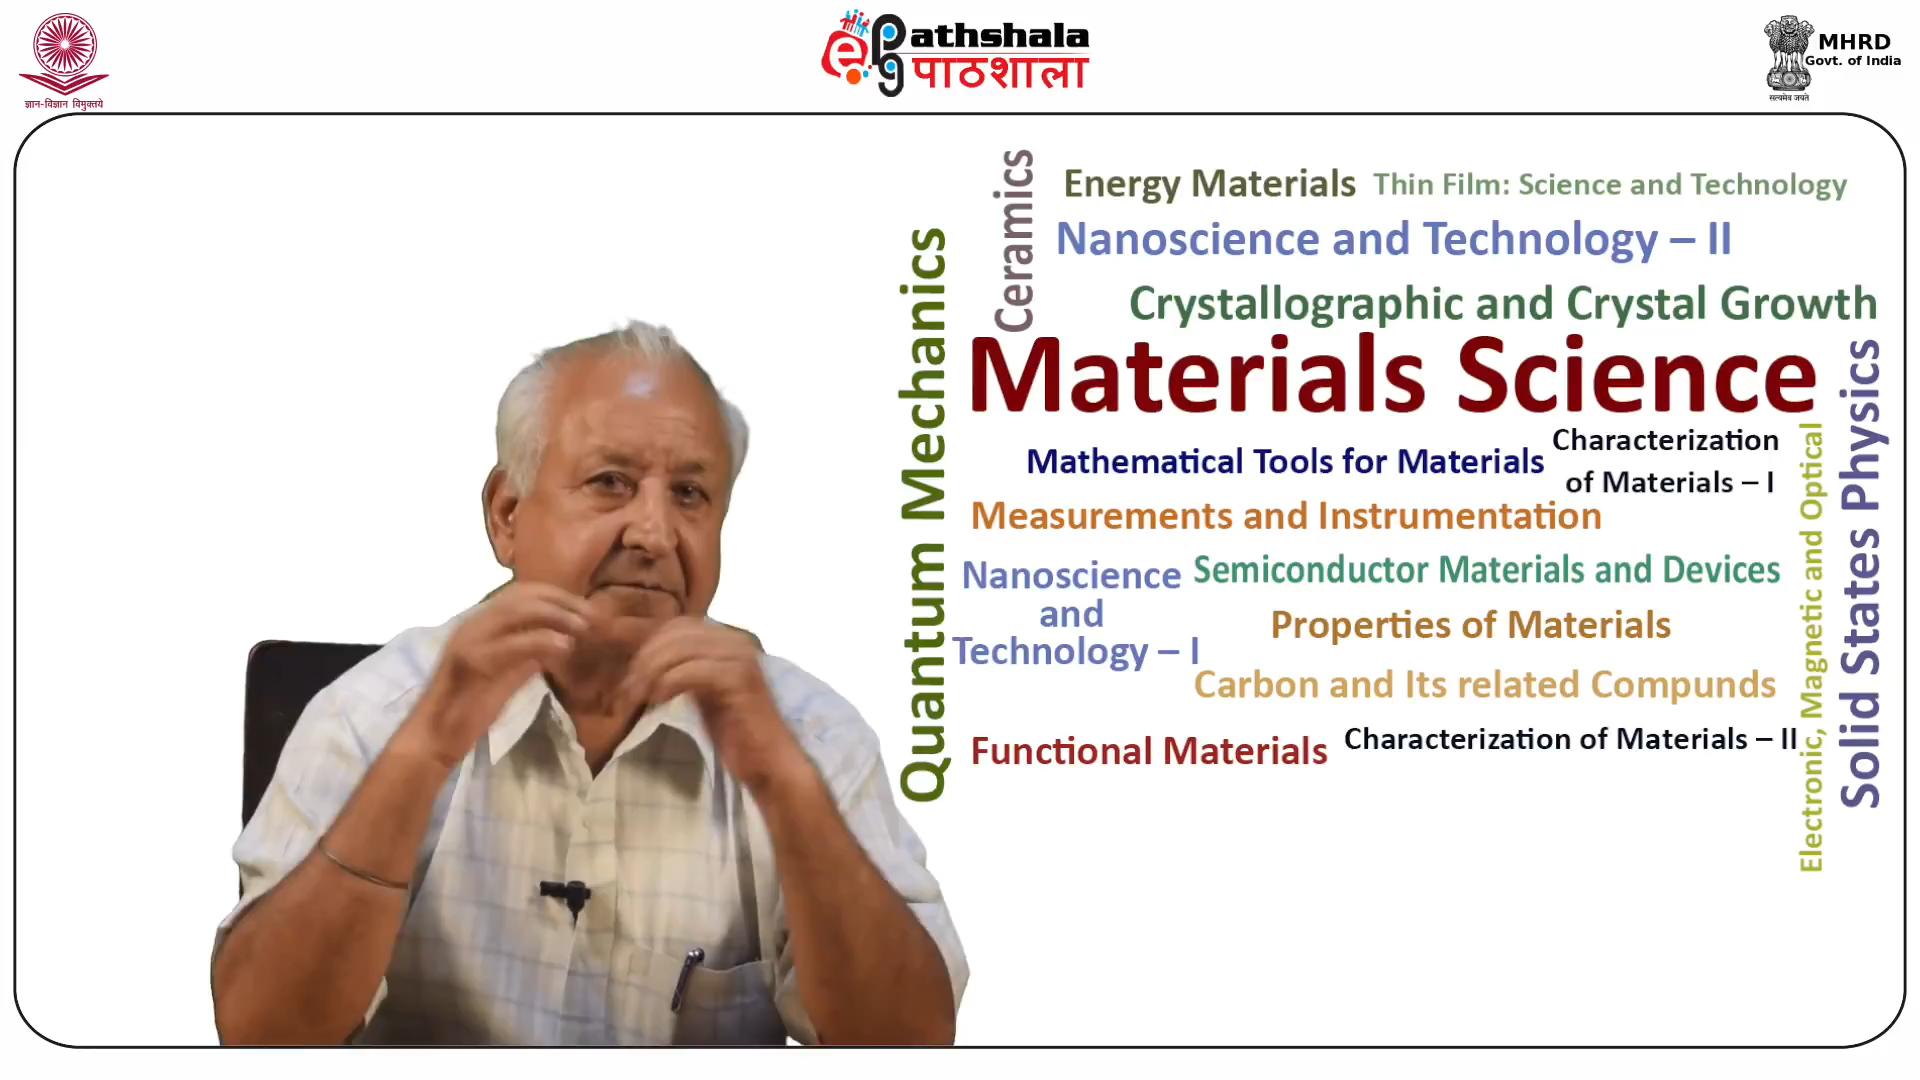 ज्ञान-विज्ञान विमुक्तये
ePathshala
पाठशाला
MHRD
Govt. of India
सत्यमेव जयते
Ceramics
Energy Materials
Thin Film: Science and Technology
Nanoscience and Technology – II
Crystallographic and Crystal Growth
Quantum Mechanics
Materials Science
Solid States Physics
Electronic, Magnetic and Optical
Mathematical Tools for Materials
Characterization
of Materials – I
Measurements and Instrumentation
Nanoscience
and
Technology – I
Semiconductor Materials and Devices
Properties of Materials
Carbon and Its related Compunds
Functional Materials
Characterization of Materials – II